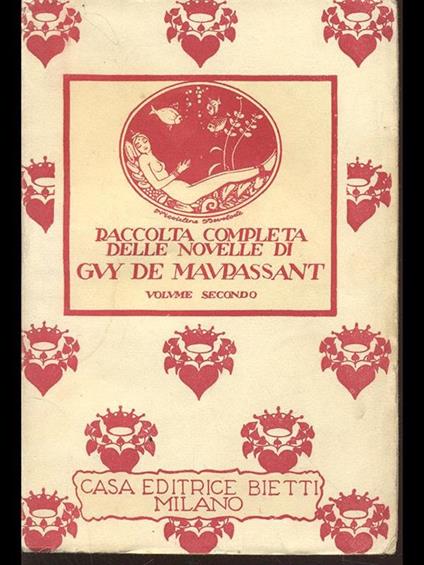 RACCOLTA COMPLETA
DELLE NOVELLE DI
GVY DE MAVPASSANT
VOLVME SECONDO
CASA EDITRICE BIETTI
MILANO